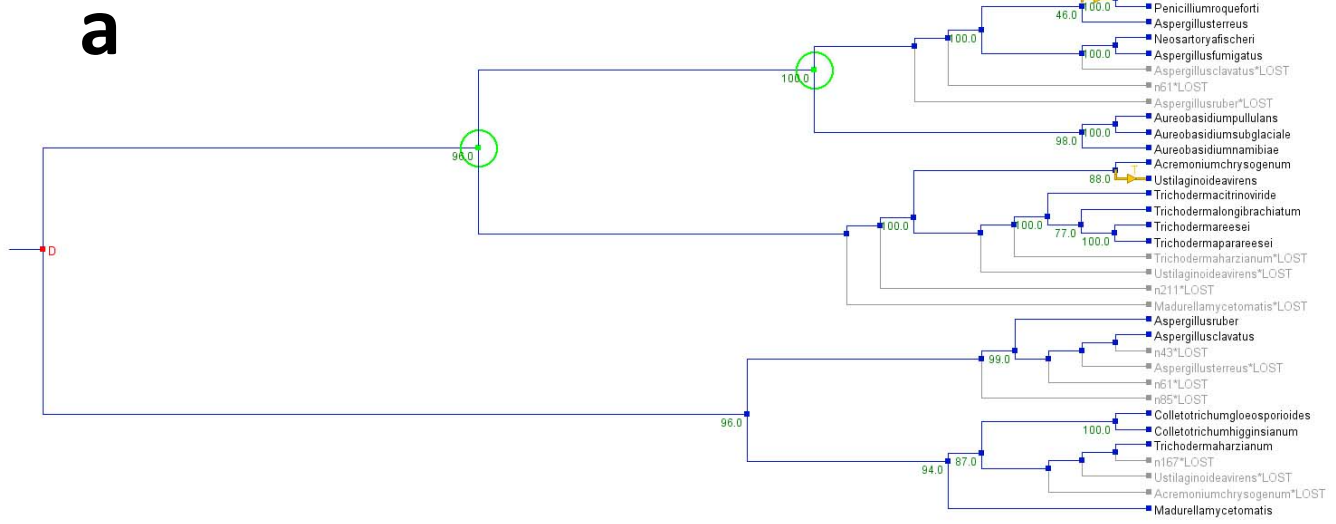 a
Penicilliumroqueforti
100.0
46.0
Aspergillusterreus
Neosartoryafischeri
100.0
100.0
Aspergillusfumigatus
Aspergillusclavatus*LOST
100.0
n61*LOST
Aspergillusruber*LOST
Aureobasidiumpullulans
100.0
Aureobasidiumsubglaciale
98.0
Aureobasidiumnamibiae
96.0
Acremoniumchrysogenum
T
88.0
Ustilaginoideavirens
Trichodermacitrinoviride
Trichodermalongibrachiatum
100.0
100.0
Trichodermareesei
77.0
100.0
Trichodermaparareesei
D
Trichodermaharzianum*LOST
Ustilaginoideavirens*LOST
n211*LOST
Madurellamycetomatis*LOST
Aspergillusruber
Aspergillusclavatus
n43*LOST
99.0
Aspergillusterreus*LOST
n61*LOST
n85*LOST
Colletotrichumgloeosporioides
96.0
100.0
Colletotrichumhigginsianum
Trichodermaharzianum
n167*LOST
87.0
94.0
Ustilaginoideavirens*LOST
Acremoniumchrysogenum*LOST
Madurellamycetomatis